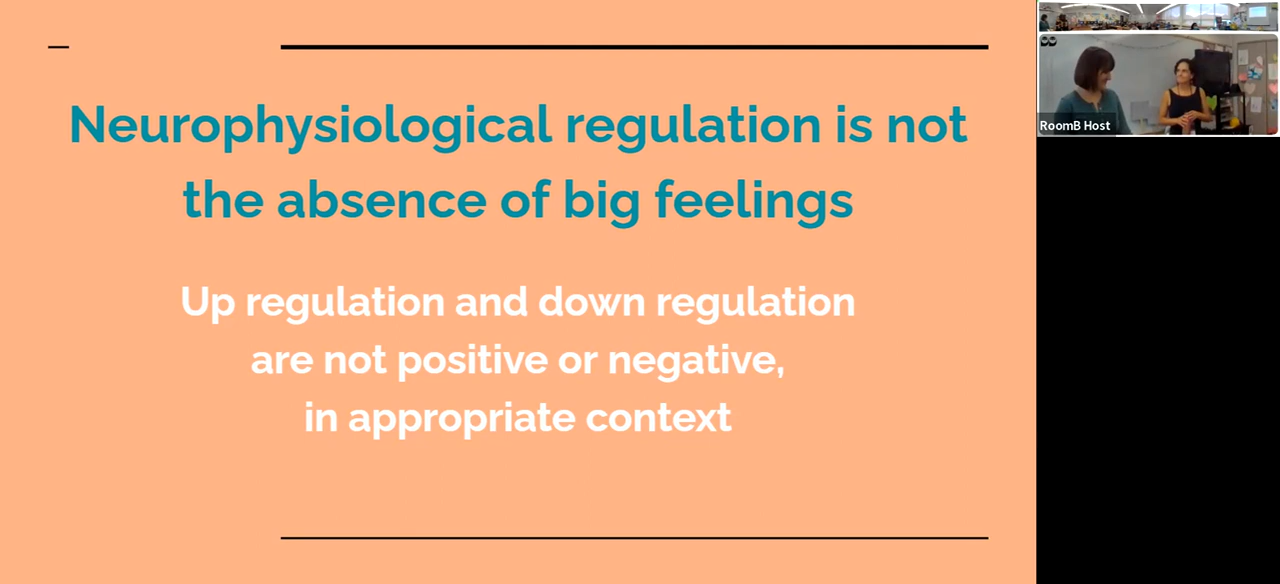 Neurophysiological regulation is not
the absence of big feelings
Up regulation and down regulation
are not positive or negative,
in appropriate context
RoomB Host